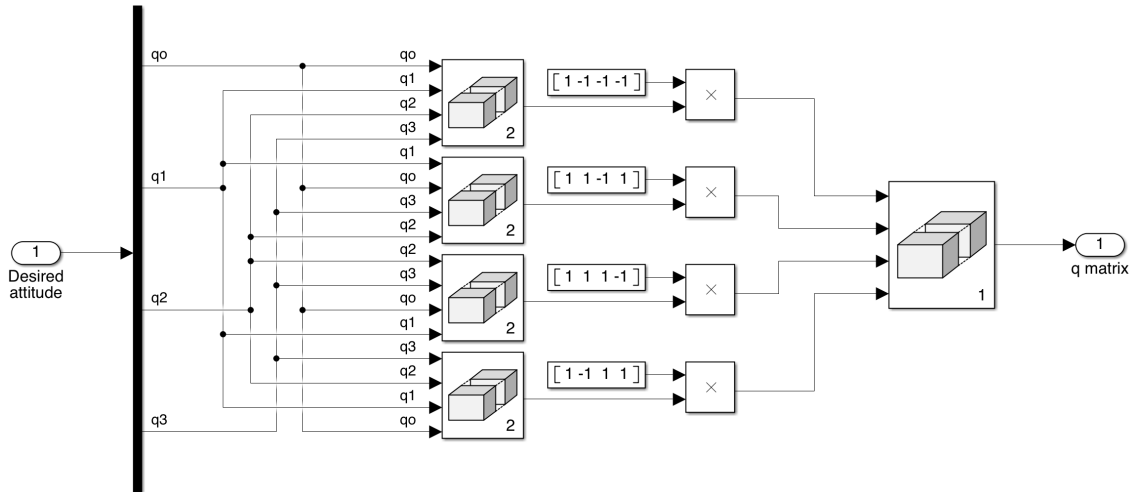 qo
qo
[ 1 -1 -1 -1 ]
q1
q2
q3
2
q1
q1
qo
[ 1 1 -1 1 ]
q3
q2
2
1
Desired
attitude
q2
q2
q3
[ 1 1 1 -1 ]
qo
q1
2
1
1
q matrix
q3
q3
q2
[ 1 -1 1 1 ]
q1
qo
2
×
×
×
×